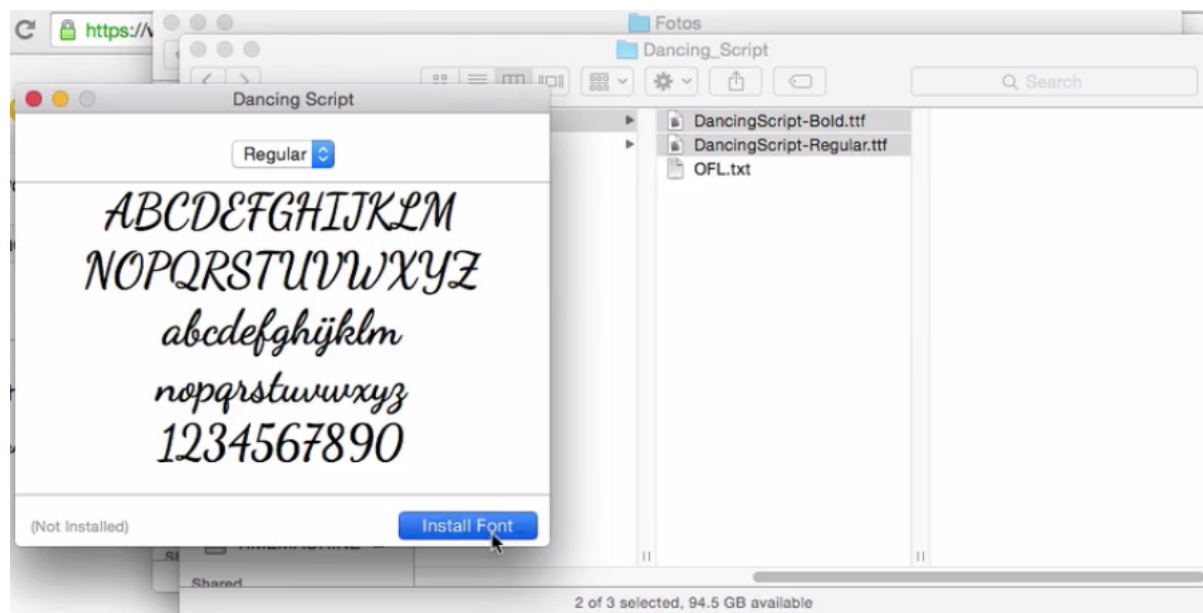 https://v
Fotos
Dancing_Script
Search
Dancing Script
Regular
ABCDEFGHIJKLM
NOPQRSTUVWXYZ
abcdefghijklm
nopqrstuvwxyz
1234567890
(Not Installed)
Install Font
DancingScript-Bold.ttf
DancingScript-Regular.ttf
OFL.txt
Shared
2 of 3 selected, 94.5 GB available